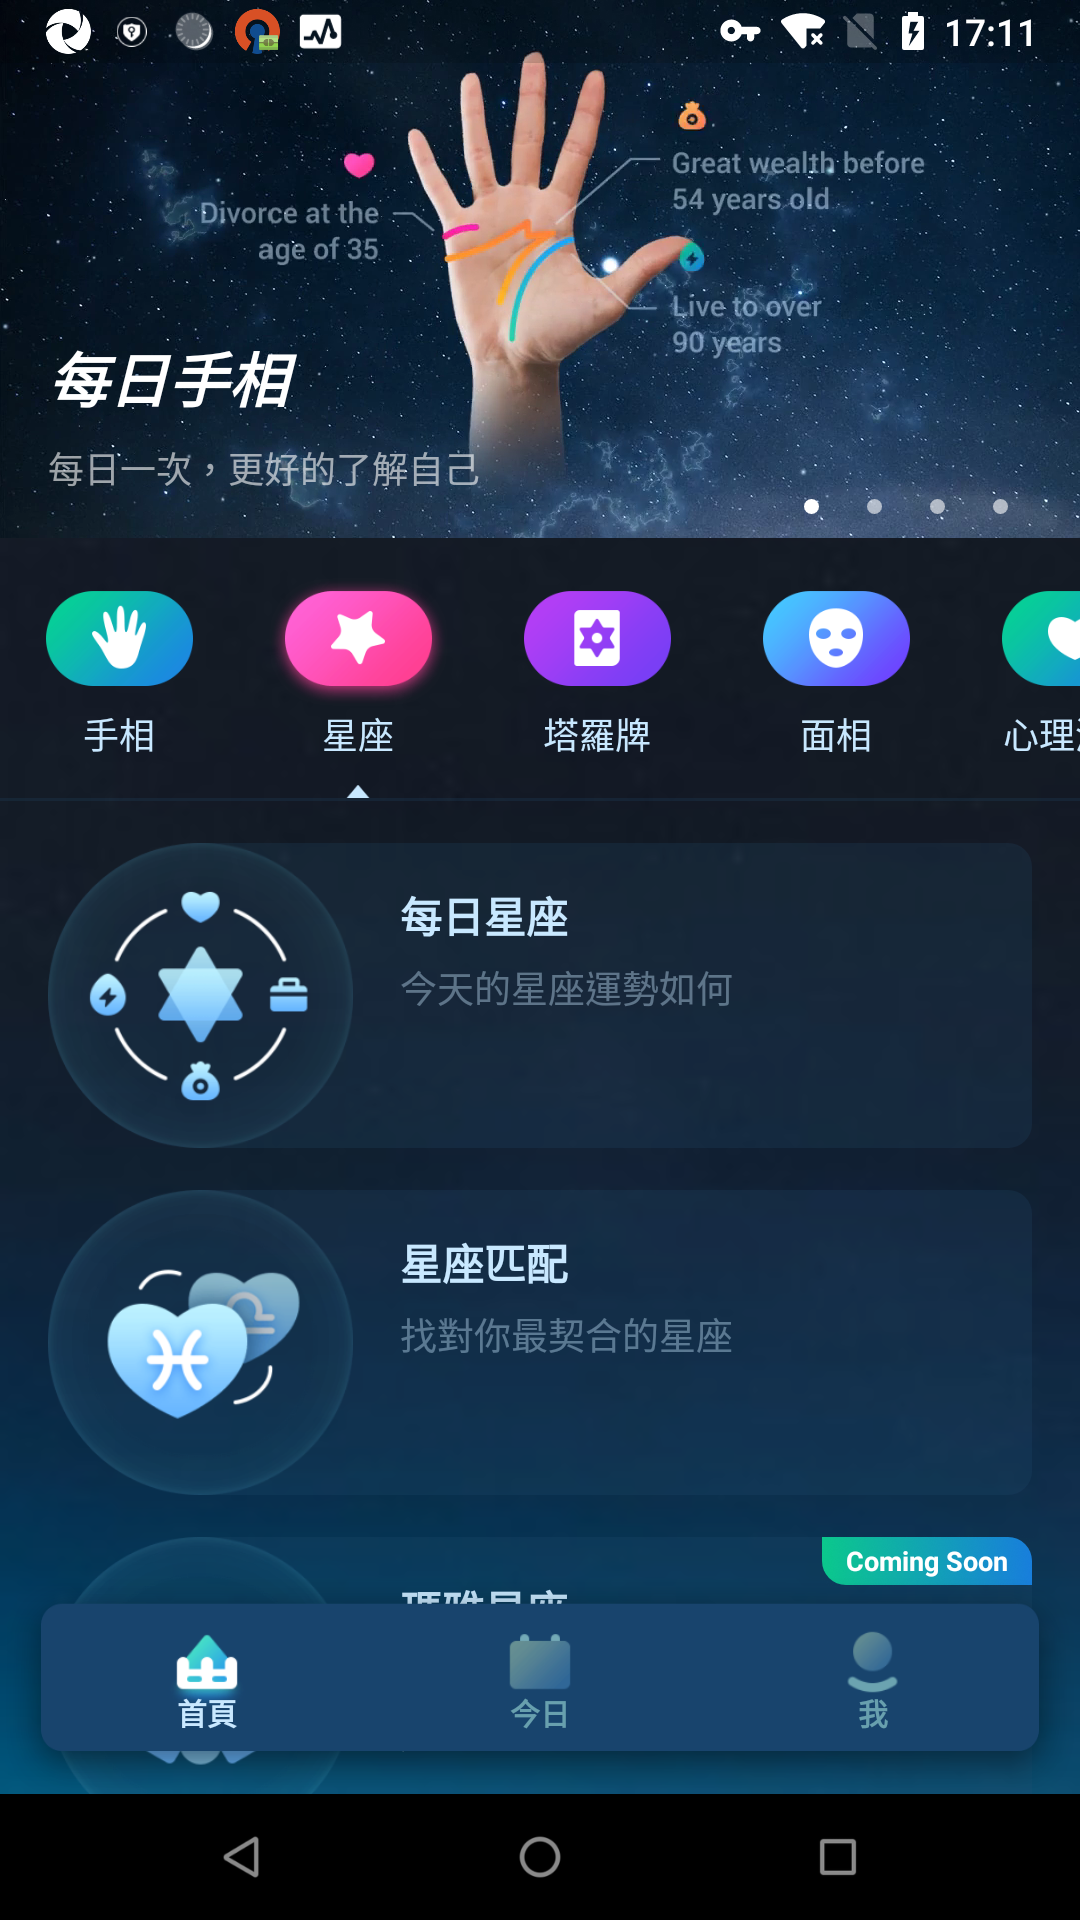 17:11
Great wealth before
54 years old
Divorce at the
age of 35
Live to over
90 years
每日手相
每日一次，更好的了解自己
手相
星座
塔羅牌
面相
心理
每日星座
今天的星座運勢如何
星座匹配
找對你最契合的星座
Coming Soon
瑪雅星座
首頁
今日
我